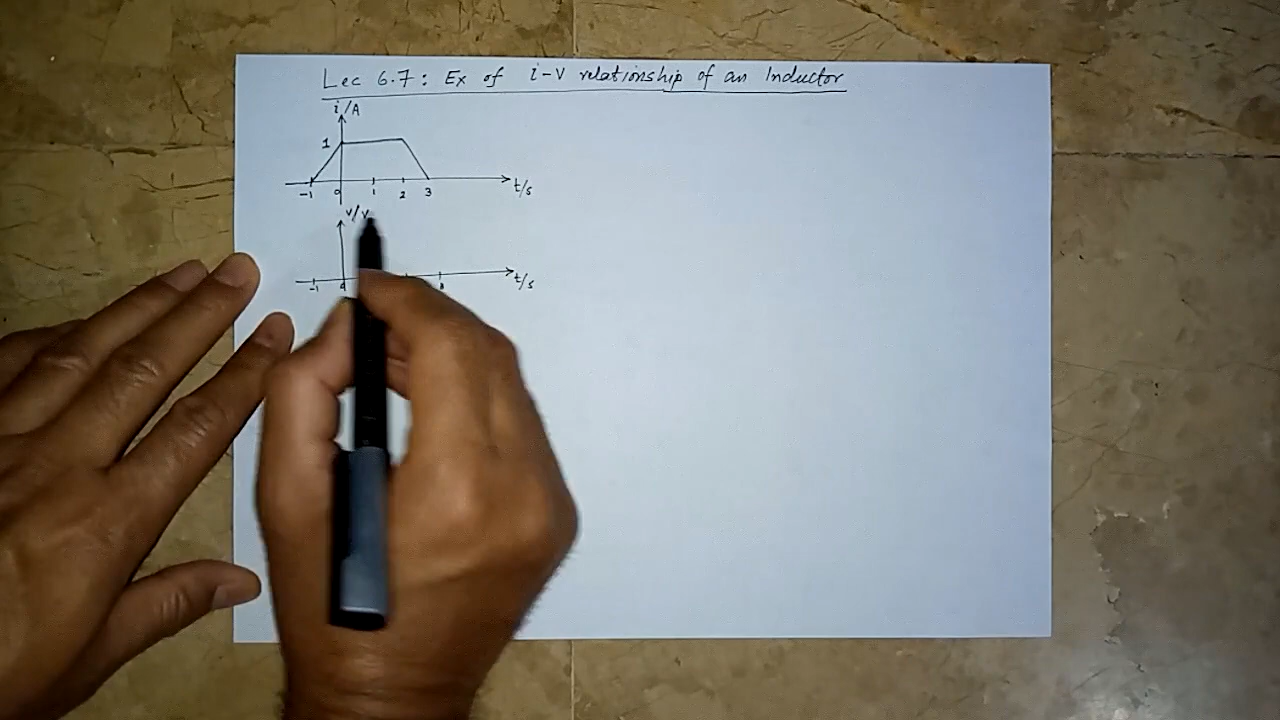 Lec 6.7: Ex of i-v relationship of an Inductor
i/A
1
-1 0 1 2 3 t/s
v/v
-1 t/s